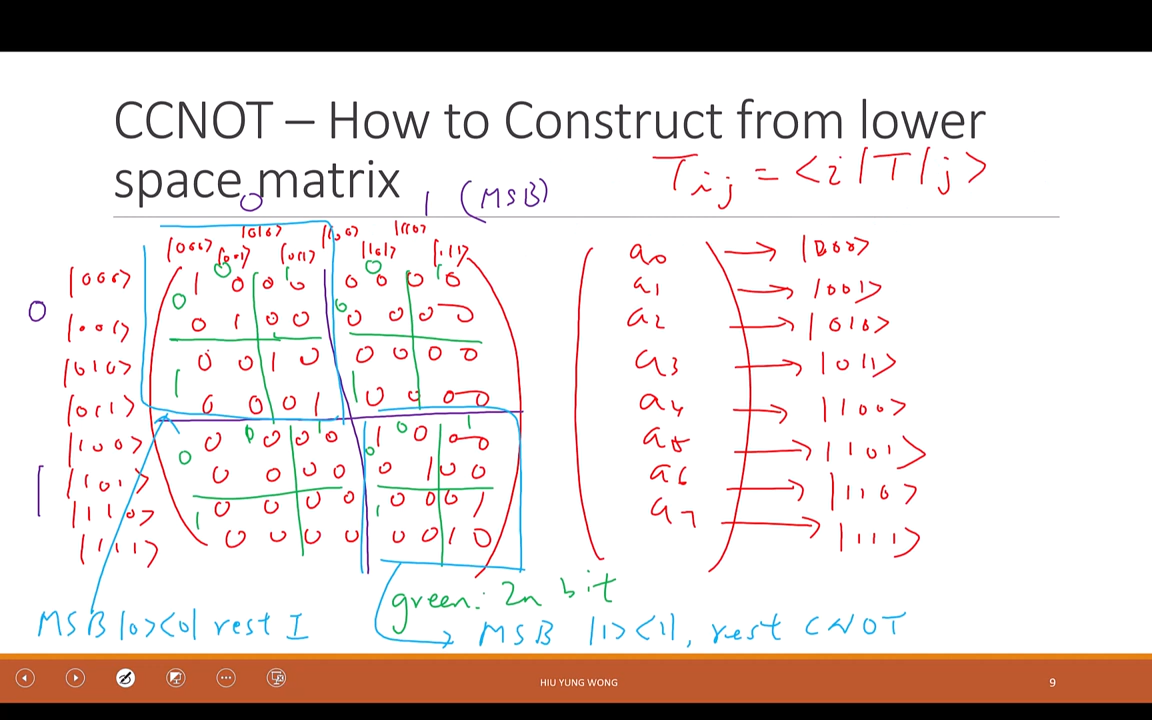 CCNOT – How to Construct from lower
space matrix
T_ij = <i|T|j>
0 1 (MSB)
|000> |001> |010> |011> |100> |101> |110> |111>
|000> 1 0 0 0 0 0 0 0
0 |001> 0 1 0 0 0 0 0 0
|010> 0 0 1 0 0 0 0 0
|011> 0 0 0 1 0 0 0 0
|100> 0 0 0 0 1 0 0 0
1 |101> 0 0 0 0 0 1 0 0
|110> 0 0 0 0 0 0 0 1
|111> 0 0 0 0 0 0 1 0
a0 → |000>
a1 → |001>
a2 → |010>
a3 → |011>
a4 → |100>
a5 → |101>
a6 → |110>
a7 → |111>
green: 2n bit
MSB |0><0| rest I
→ MSB |1><1|, rest CNOT
HIU YUNG WONG
9